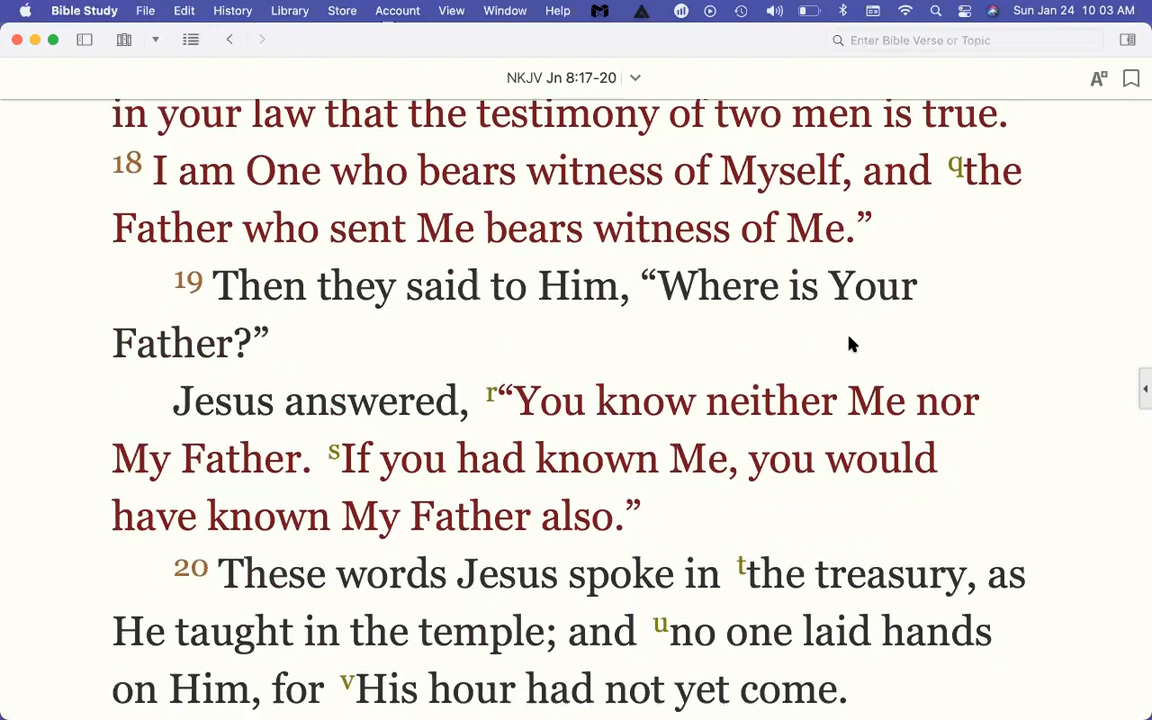 Bible Study File Edit History Library Store Account View Window Help Sun Jan 24 10 03 AM
Enter Bible Verse or Topic
NKJV Jn 8:17-20
A
in your law that the testimony of two men is true.
18 I am One who bears witness of Myself, and qthe
Father who sent Me bears witness of Me.”
19 Then they said to Him, “Where is Your
Father?”
Jesus answered, r“You know neither Me nor
My Father. sIf you had known Me, you would
have known My Father also.”
20 These words Jesus spoke in tthe treasury, as
He taught in the temple; and uno one laid hands
on Him, for vHis hour had not yet come.